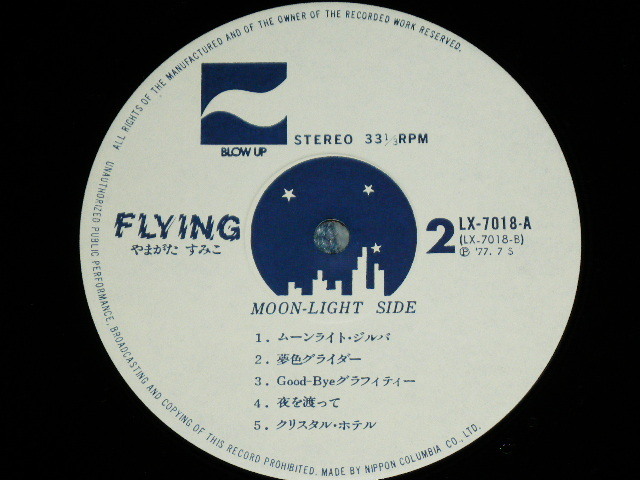 ALL RIGHTS OF THE MANUFACTURED AND OF THE OWNER OF THE RECORDED WORK RESERVED.
UNAUTHORIZED PUBLIC PERFORMANCE, BROADCASTING AND COPYING OF THIS RECORD PROHIBITED. MADE BY NIPPON COLUMBIA CO., LTD.
BLOW UP
STEREO 33 1/3 RPM
FLYING
やまがた すみこ
2
LX-7018-A
(LX-7018-B)
Ⓟ '77. 7 S
MOON-LIGHT SIDE
1. ムーンライト・ジルバ
2. 夢色グライダー
3. Good-Byeグラフィティー
4. 夜を渡って
5. クリスタル・ホテル